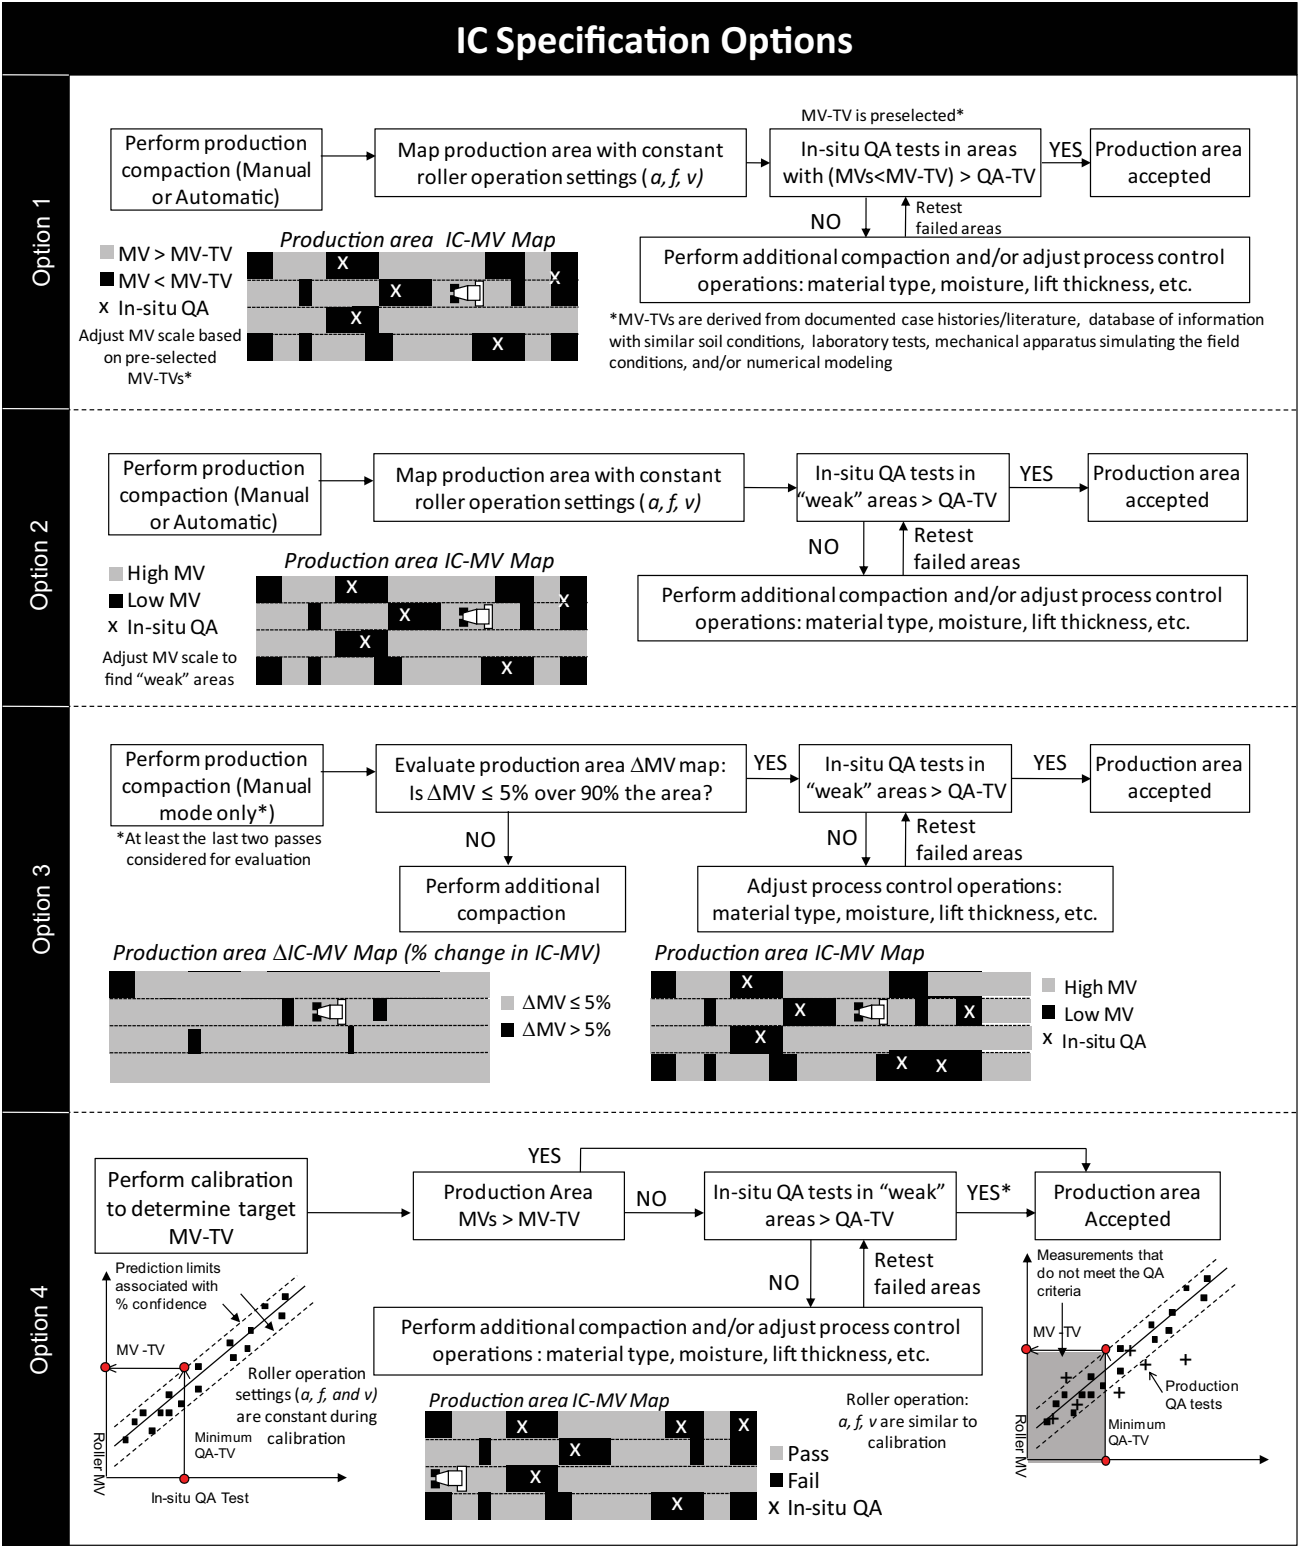 IC Specification Options
Option 1
MV-TV is preselected*
Perform production
compaction (Manual
or Automatic)
Map production area with constant
roller operation settings (a, f, v)
In-situ QA tests in areas
with (MVs<MV-TV) > QA-TV
YES
Production area
accepted
NO
Retest
failed areas
Perform additional compaction and/or adjust process control
operations: material type, moisture, lift thickness, etc.
*MV-TVs are derived from documented case histories/literature, database of information
with similar soil conditions, laboratory tests, mechanical apparatus simulating the field
conditions, and/or numerical modeling
Production area IC-MV Map
MV > MV-TV
MV < MV-TV
x In-situ QA
Adjust MV scale based
on pre-selected
MV-TVs*
X
X
X
X
X
Option 2
Perform production
compaction (Manual
or Automatic)
Map production area with constant
roller operation settings (a, f, v)
In-situ QA tests in
“weak” areas > QA-TV
YES
Production area
accepted
NO
Retest
failed areas
Perform additional compaction and/or adjust process control
operations: material type, moisture, lift thickness, etc.
Production area IC-MV Map
High MV
Low MV
x In-situ QA
Adjust MV scale to
find “weak” areas
X
X
X
X
X
Option 3
Perform production
compaction (Manual
mode only*)
*At least the last two passes
considered for evaluation
Evaluate production area ΔMV map:
Is ΔMV ≤ 5% over 90% the area?
YES
In-situ QA tests in
“weak” areas > QA-TV
YES
Production area
accepted
NO
Perform additional
compaction
NO
Retest
failed areas
Adjust process control operations:
material type, moisture, lift thickness, etc.
Production area ΔIC-MV Map (% change in IC-MV)
ΔMV ≤ 5%
ΔMV > 5%
Production area IC-MV Map
High MV
Low MV
x In-situ QA
X
X
X
X
X
X
Option 4
Perform calibration
to determine target
MV-TV
YES
Production Area
MVs > MV-TV
NO
In-situ QA tests in “weak”
areas > QA-TV
YES*
Production area
Accepted
NO
Retest
failed areas
Perform additional compaction and/or adjust process control
operations : material type, moisture, lift thickness, etc.
Prediction limits
associated with
% confidence
MV -TV
Roller operation
settings (a, f, and v)
are constant during
calibration
Minimum
QA-TV
Roller MV
In-situ QA Test
Production area IC-MV Map
Pass
Fail
x In-situ QA
X
X
X
X
X
X
Roller operation:
a, f, v are similar to
calibration
Measurements that
do not meet the QA
criteria
MV -TV
Production
QA tests
Minimum
QA-TV
Roller MV